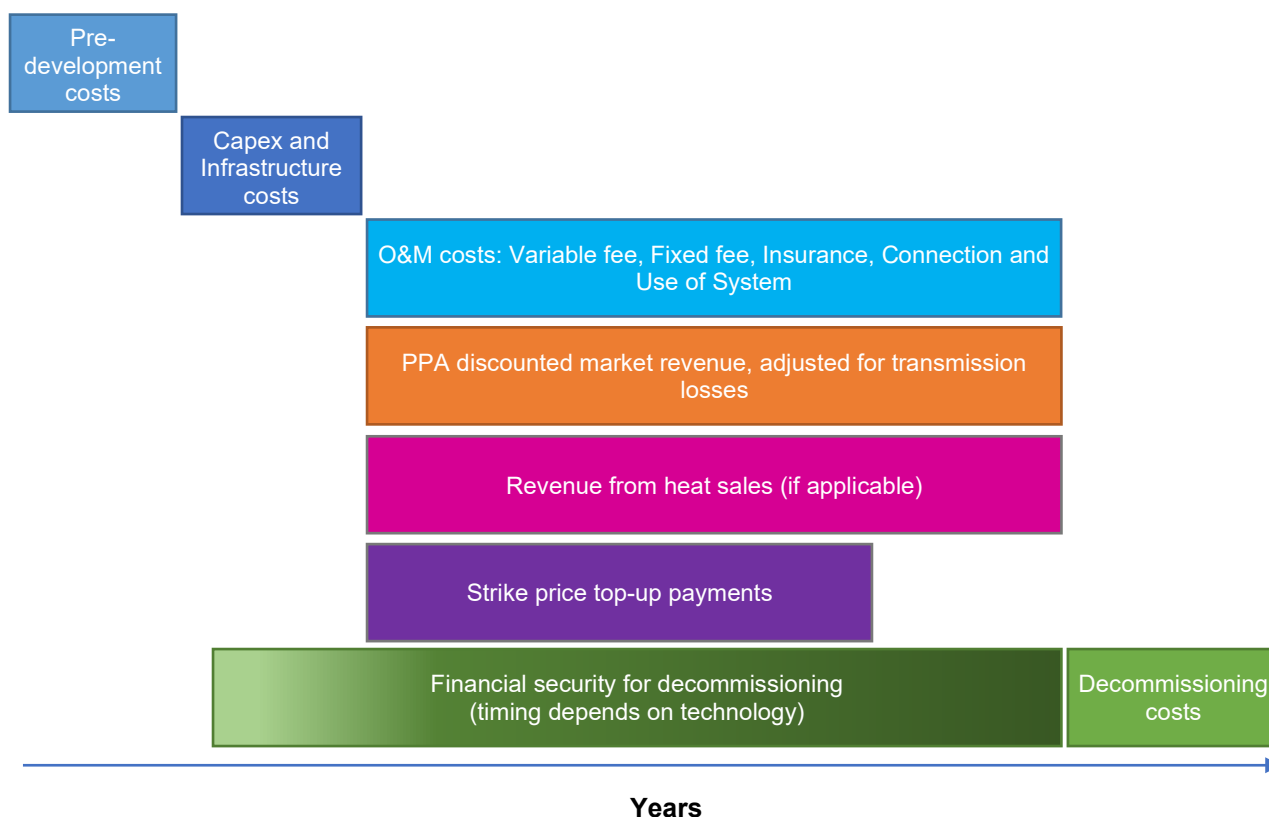 Pre-
development
costs
Capex and
Infrastructure
costs
O&M costs: Variable fee, Fixed fee, Insurance, Connection and
Use of System
PPA discounted market revenue, adjusted for transmission
losses
Revenue from heat sales (if applicable)
Strike price top-up payments
Financial security for decommissioning
(timing depends on technology)
Decommissioning
costs
Years